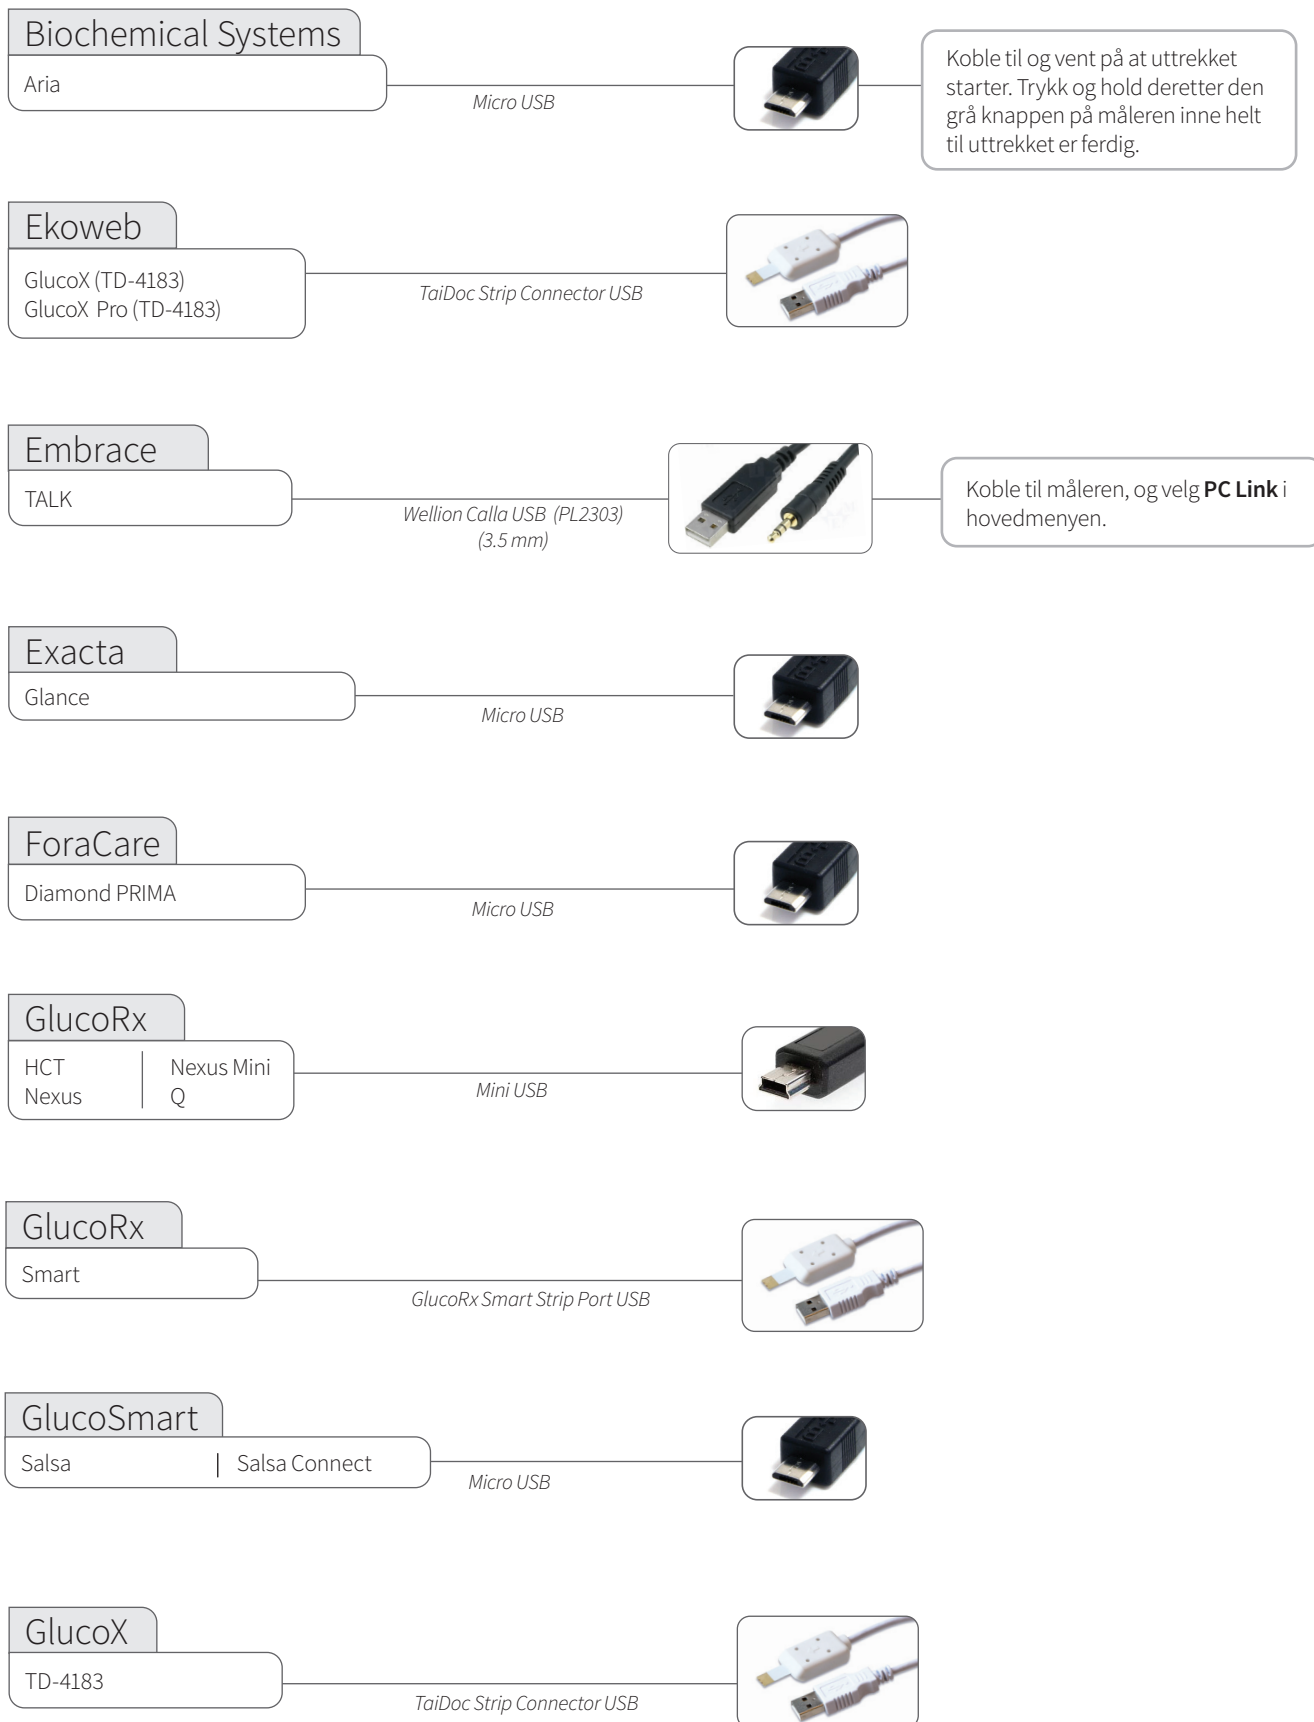 Biochemical Systems
Aria
Micro USB
Koble til og vent på at uttrekket
starter. Trykk og hold deretter den
grå knappen på måleren inne helt
til uttrekket er ferdig.
Ekoweb
GlucoX (TD-4183)
GlucoX Pro (TD-4183)
TaiDoc Strip Connector USB
Embrace
TALK
Wellion Calla USB (PL2303)
(3.5 mm)
Koble til måleren, og velg PC Link i
hovedmenyen.
Exacta
Glance
Micro USB
ForaCare
Diamond PRIMA
Micro USB
GlucoRx
HCT | Nexus Mini
Nexus | Q
Mini USB
GlucoRx
Smart
GlucoRx Smart Strip Port USB
GlucoSmart
Salsa | Salsa Connect
Micro USB
GlucoX
TD-4183
TaiDoc Strip Connector USB